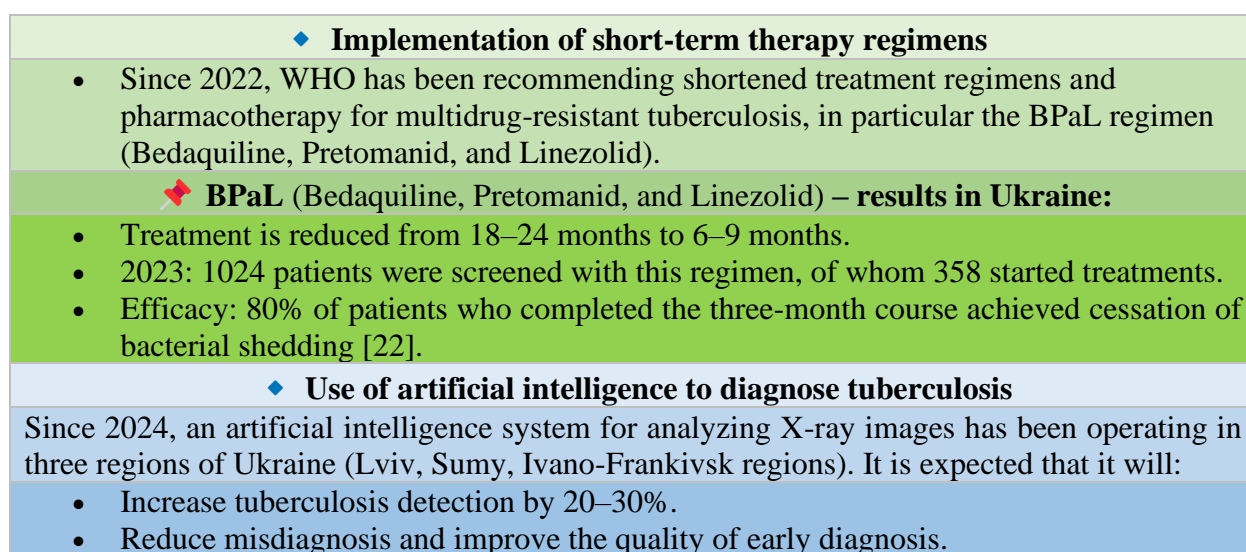 🔹 Implementation of short-term therapy regimens
• Since 2022, WHO has been recommending shortened treatment regimens and
pharmacotherapy for multidrug-resistant tuberculosis, in particular the BPaL regimen
(Bedaquiline, Pretomanid, and Linezolid).
📌 BPaL (Bedaquiline, Pretomanid, and Linezolid) – results in Ukraine:
• Treatment is reduced from 18–24 months to 6–9 months.
• 2023: 1024 patients were screened with this regimen, of whom 358 started treatments.
• Efficacy: 80% of patients who completed the three-month course achieved cessation of
bacterial shedding [22].
🔹 Use of artificial intelligence to diagnose tuberculosis
Since 2024, an artificial intelligence system for analyzing X-ray images has been operating in
three regions of Ukraine (Lviv, Sumy, Ivano-Frankivsk regions). It is expected that it will:
• Increase tuberculosis detection by 20–30%.
• Reduce misdiagnosis and improve the quality of early diagnosis.